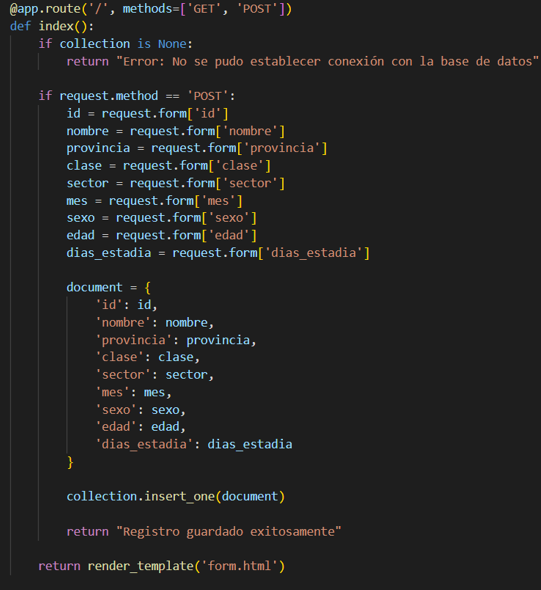 @app.route('/', methods=['GET', 'POST'])
def index():
    if collection is None:
        return "Error: No se pudo establecer conexión con la base de datos"
    if request.method == 'POST':
        id = request.form['id']
        nombre = request.form['nombre']
        provincia = request.form['provincia']
        clase = request.form['clase']
        sector = request.form['sector']
        mes = request.form['mes']
        sexo = request.form['sexo']
        edad = request.form['edad']
        dias_estadia = request.form['dias_estadia']
        document = {
            'id': id,
            'nombre': nombre,
            'provincia': provincia,
            'clase': clase,
            'sector': sector,
            'mes': mes,
            'sexo': sexo,
            'edad': edad,
            'dias_estadia': dias_estadia
        }
        collection.insert_one(document)
        return "Registro guardado exitosamente"
    return render_template('form.html')